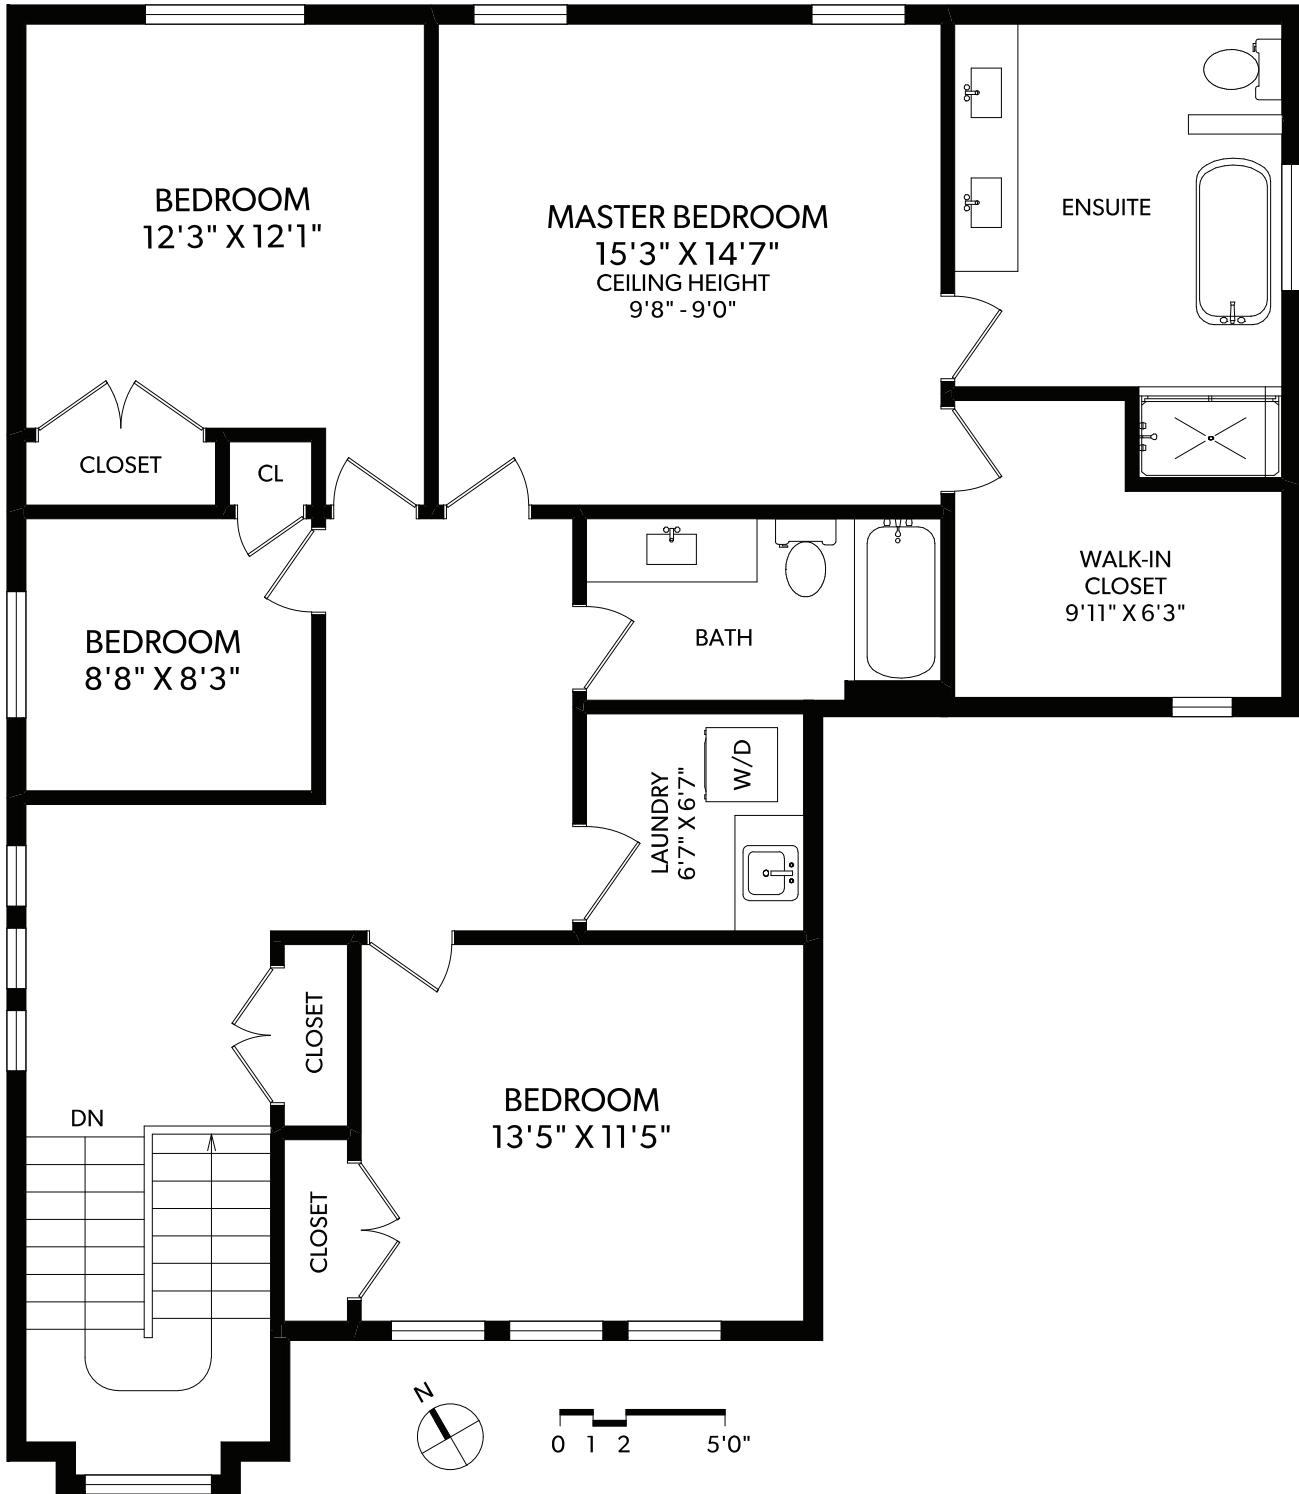 BEDROOM
12'3" X 12'1"
MASTER BEDROOM
15'3" X 14'7"
CEILING HEIGHT
9'8" - 9'0"
ENSUITE
CLOSET
CL
BEDROOM
8'8" X 8'3"
BATH
WALK-IN
CLOSET
9'11" X 6'3"
LAUNDRY
6'7" X 6'7"
W/D
CLOSET
BEDROOM
13'5" X 11'5"
DN
CLOSET
N
0 1 2 5'0"